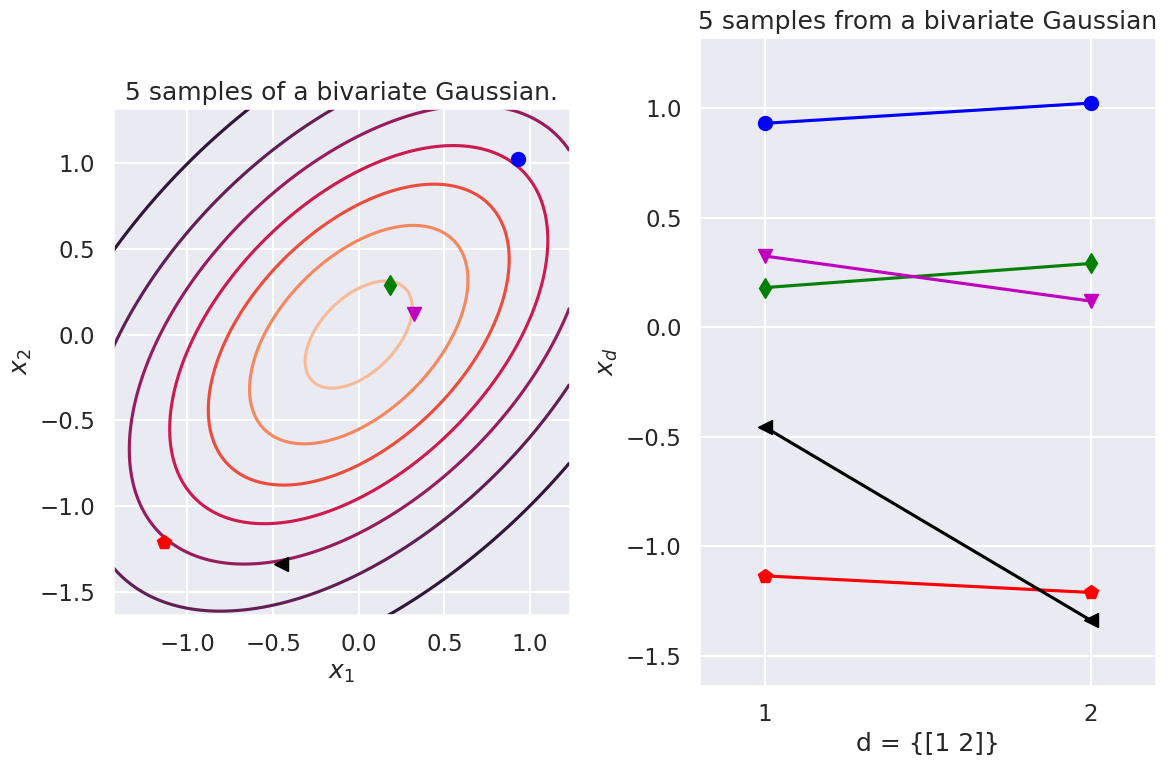 5 samples of a bivariate Gaussian.
1.0
0.5
0.0
−0.5
−1.0
−1.5
x₂
−1.0 −0.5 0.0 0.5 1.0
x₁
5 samples from a bivariate Gaussian
1.0
0.5
0.0
−0.5
−1.0
−1.5
x_d
1 2
d = {[1 2]}